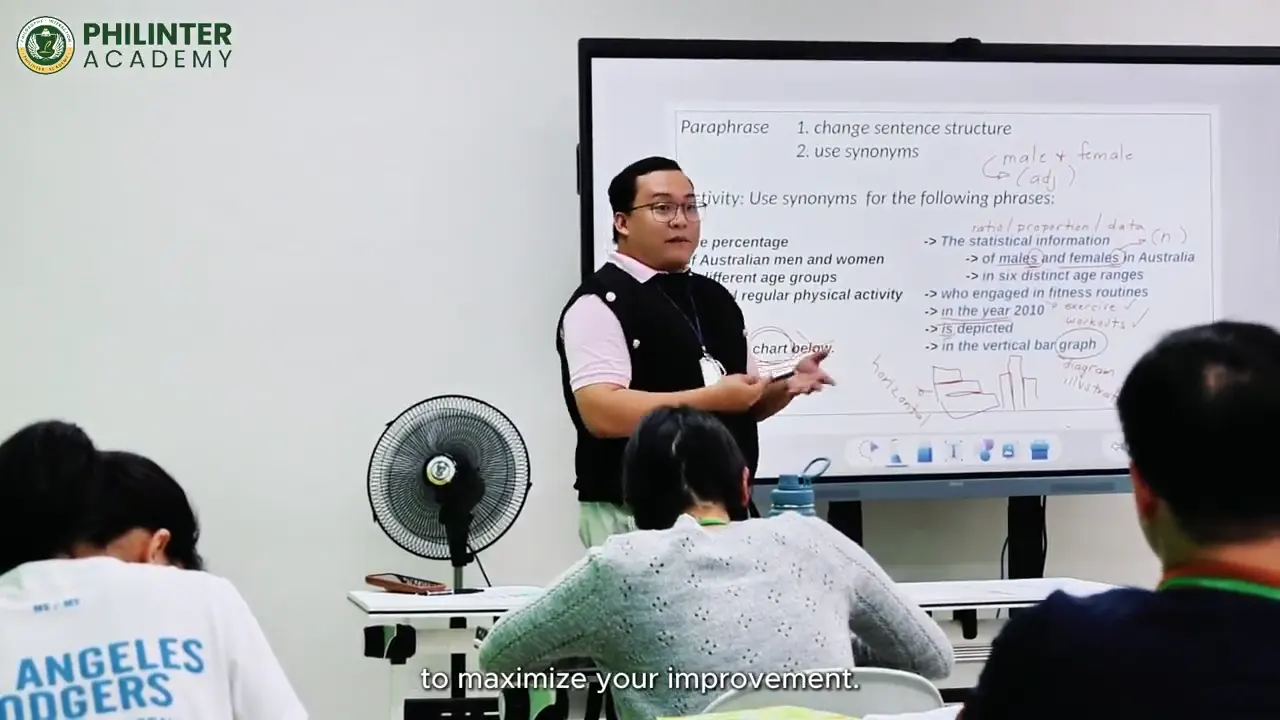 PHILINTER
ACADEMY
Paraphrase 1. change sentence structure
2. use synonyms
male & female
(adj)
tivity: Use synonyms for the following phrases:
ratio/proportion/data
(n)
e percentage -> The statistical information
f Australian men and women -> of males and females in Australia
different age groups -> in six distinct age ranges
regular physical activity -> who engaged in fitness routines
-> in the year 2010 exercise
workouts
-> is depicted
chart below. -> in the vertical bar graph
horizontal
diagram
illustrat
ANGELES
ODGERS
to maximize your improvement.